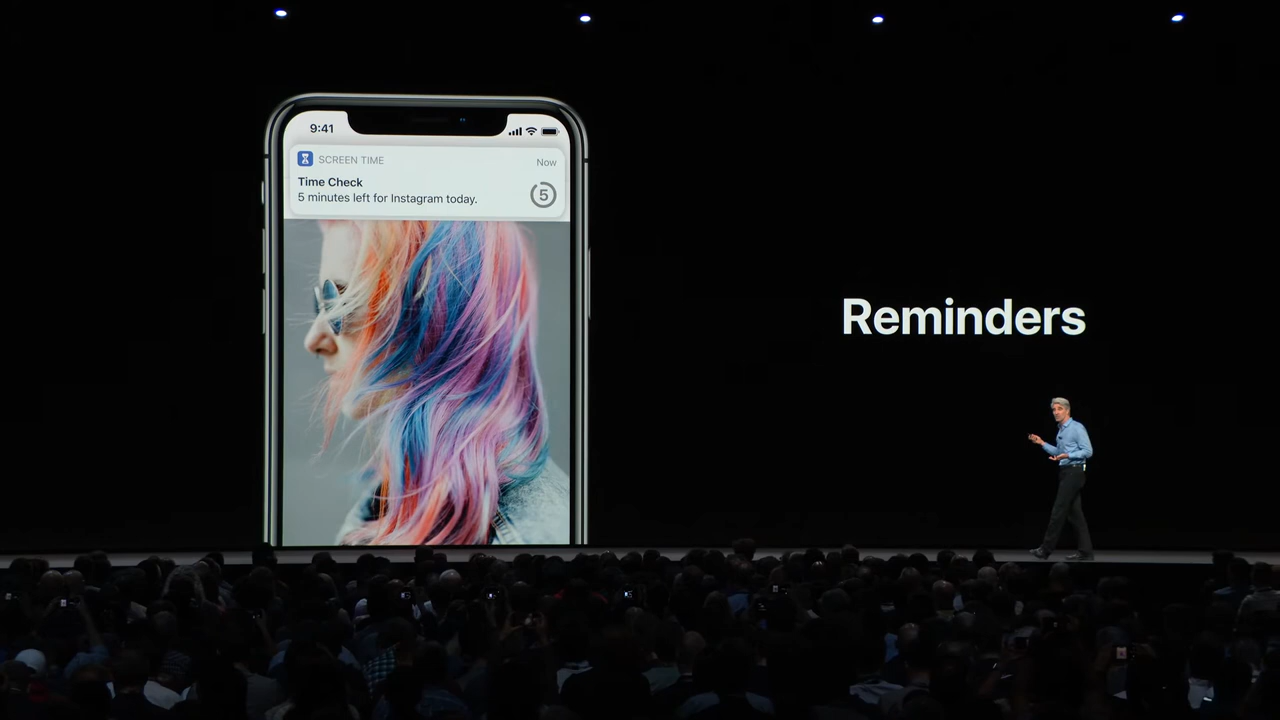 9:41
SCREEN TIME
Now
Time Check
5 minutes left for Instagram today.
5
Reminders